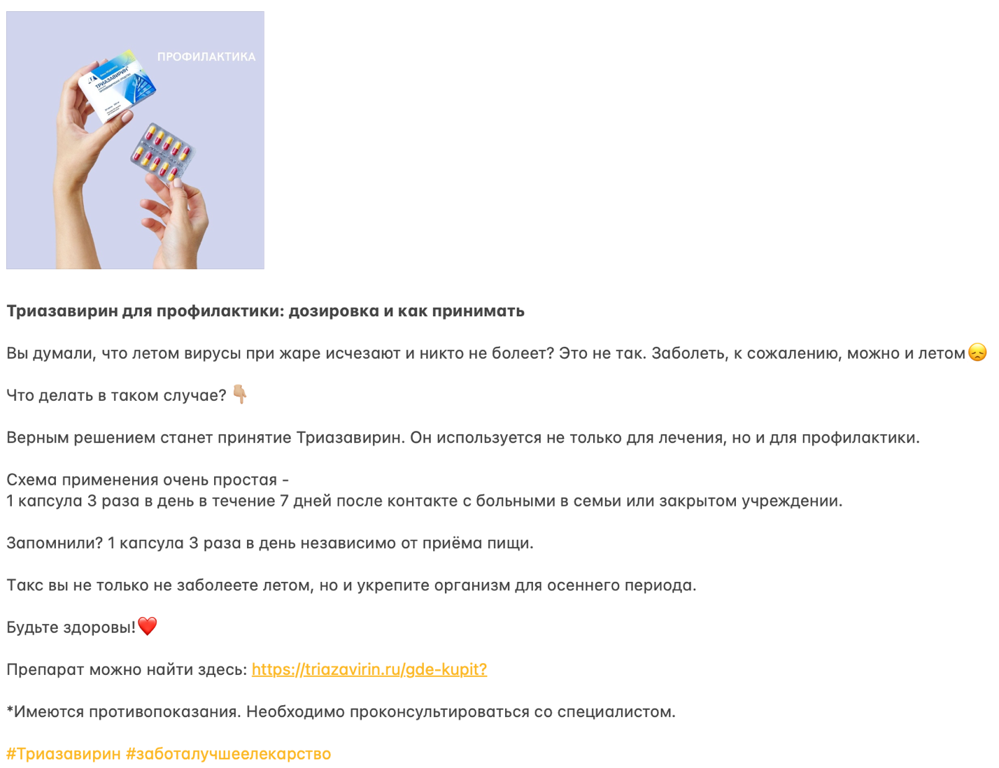 ПРОФИЛАКТИКА
ТРИАЗАВИРИН
Триазавирин для профилактики: дозировка и как принимать
Вы думали, что летом вирусы при жаре исчезают и никто не болеет? Это не так. Заболеть, к сожалению, можно и летом😞
Что делать в таком случае? 👇🏼
Верным решением станет принятие Триазавирин. Он используется не только для лечения, но и для профилактики.
Схема применения очень простая -
1 капсула 3 раза в день в течение 7 дней после контакте с больными в семьи или закрытом учреждении.
Запомнили? 1 капсула 3 раза в день независимо от приёма пищи.
Такс вы не только не заболеете летом, но и укрепите организм для осеннего периода.
Будьте здоровы!❤️
Препарат можно найти здесь: https://triazavirin.ru/gde-kupit?
*Имеются противопоказания. Необходимо проконсультироваться со специалистом.
#Триазавирин #заботалучшеелекарство